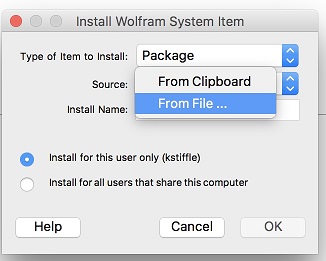 Install Wolfram System Item
Type of Item to Install: Package
Source: From Clipboard
From File ...
Install Name:
Install for this user only (kstiffle)
Install for all users that share this computer
Help Cancel OK